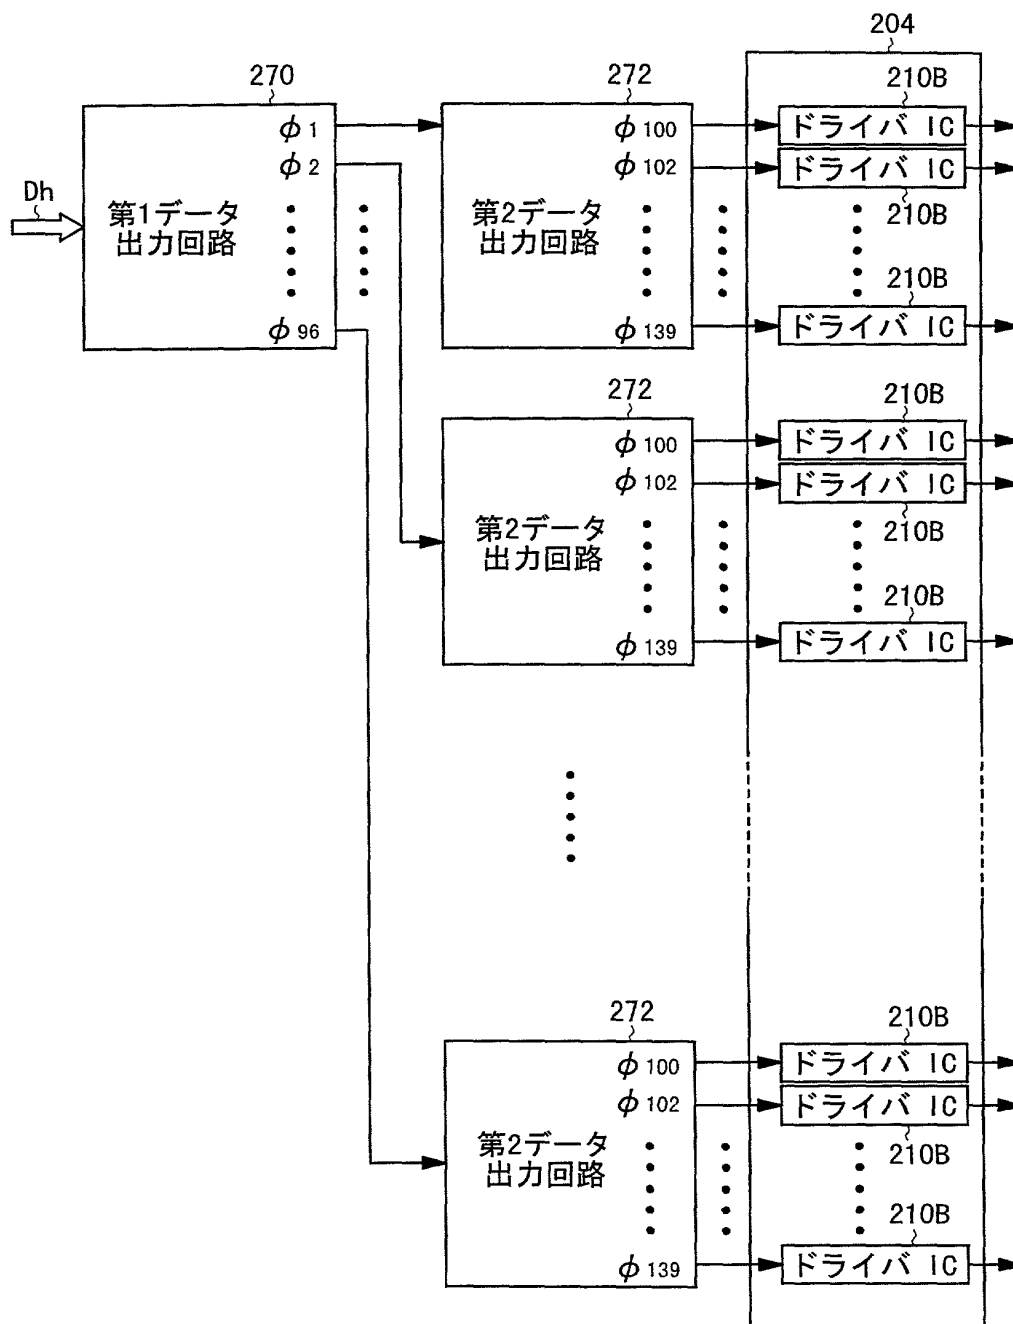 204
270
272
210B
φ1
φ100
ドライバ IC
φ2
φ102
ドライバ IC
Dh
第1データ
出力回路
第2データ
出力回路
210B
210B
φ96
φ139
ドライバ IC
272
210B
φ100
ドライバ IC
φ102
ドライバ IC
第2データ
出力回路
210B
210B
φ139
ドライバ IC
272
210B
φ100
ドライバ IC
φ102
ドライバ IC
第2データ
出力回路
210B
210B
φ139
ドライバ IC